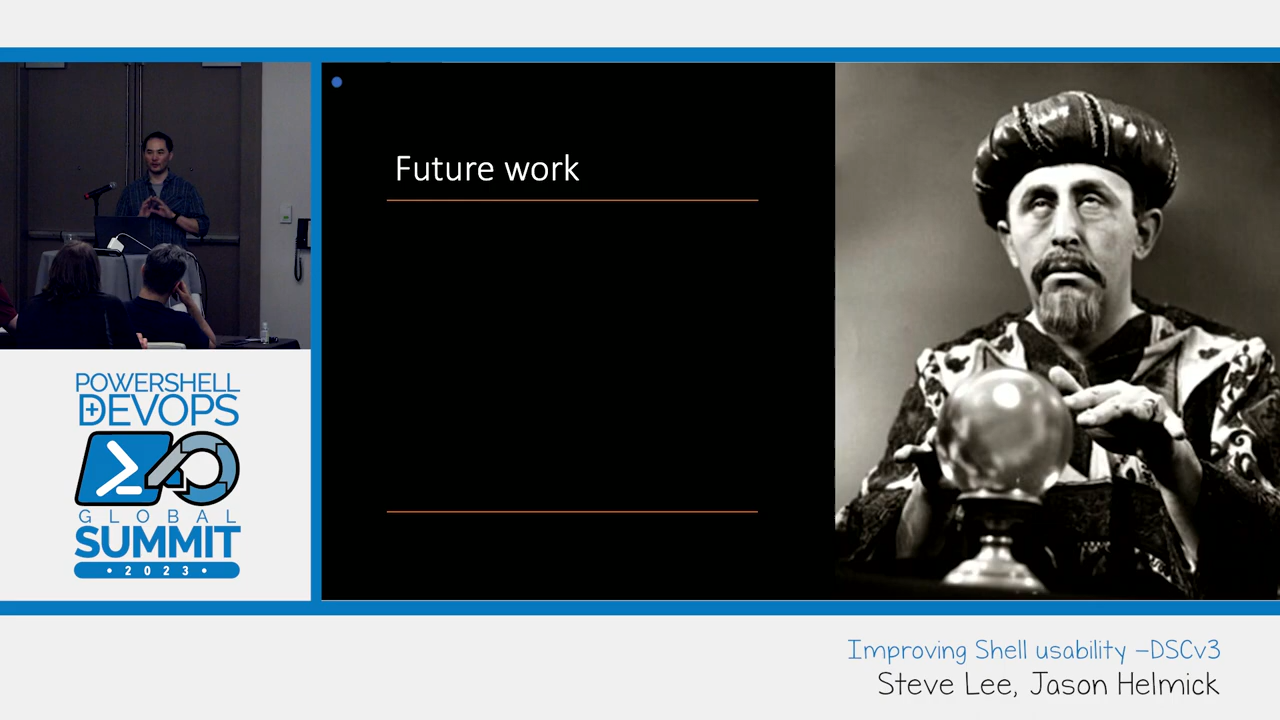 Future work
POWERSHELL
+DEVOPS
GLOBAL
SUMMIT
• 2023 •
Improving Shell usability -DSCv3
Steve Lee, Jason Helmick